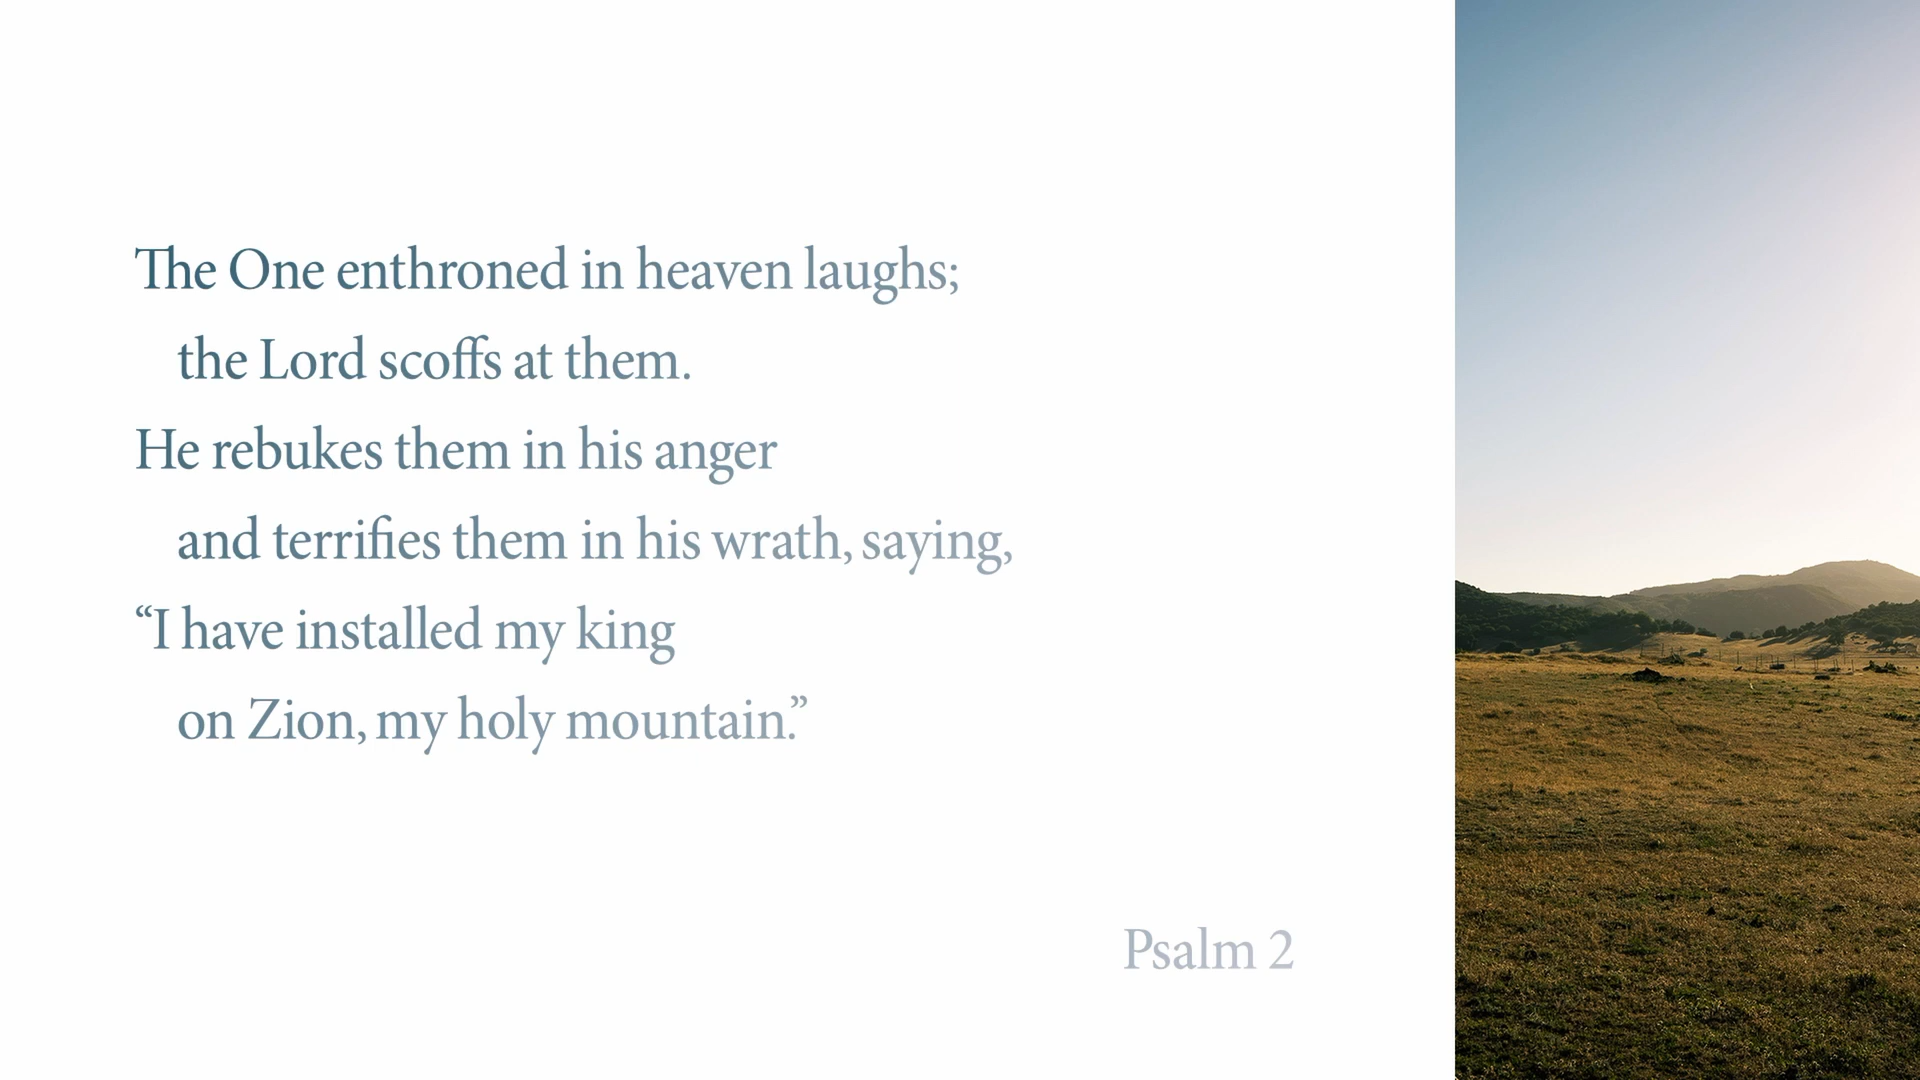 The One enthroned in heaven laughs;
the Lord scoffs at them.
He rebukes them in his anger
and terrifies them in his wrath, saying,
“I have installed my king
on Zion, my holy mountain.”
Psalm 2